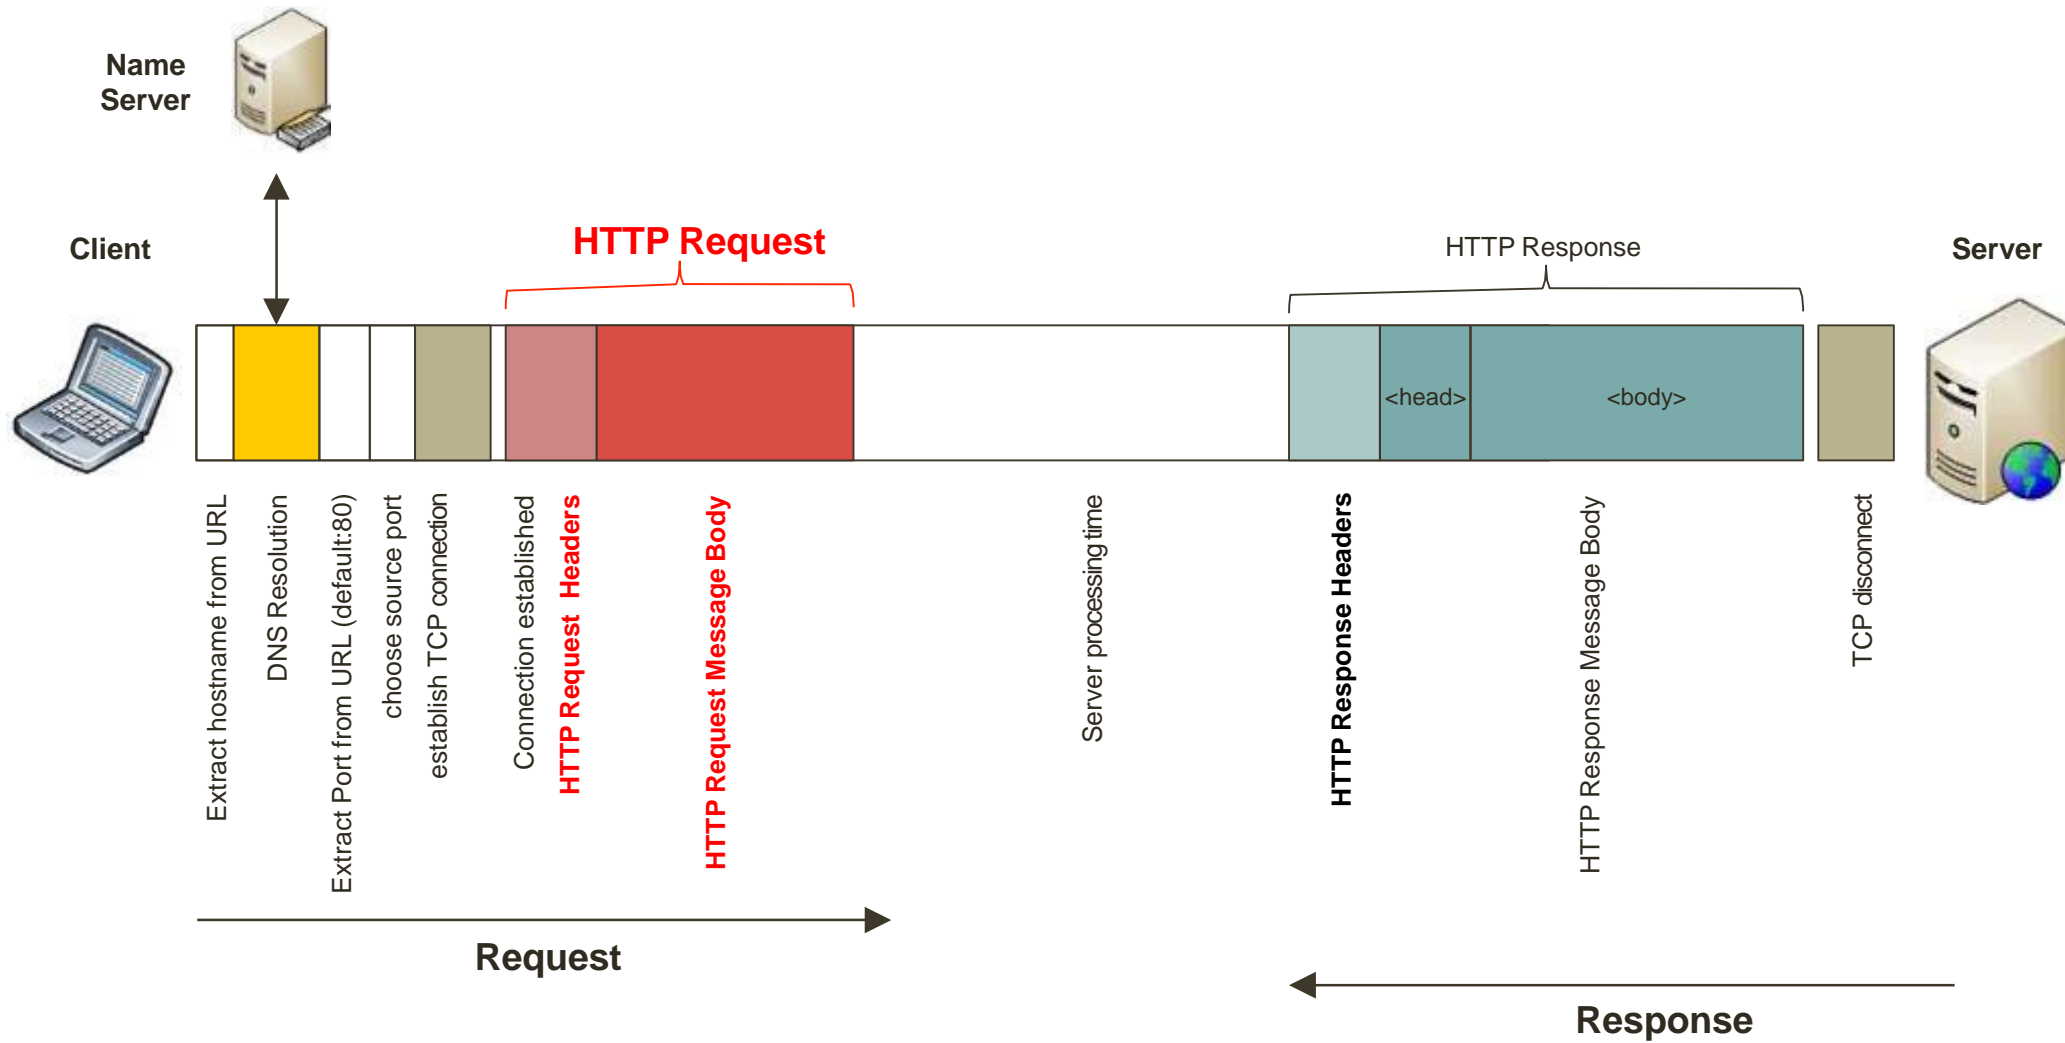 Name
Server
Client
HTTP Request
HTTP Response
Server
<head>
<body>
Extract hostname from URL
DNS Resolution
Extract Port from URL (default:80)
choose source port
establish TCP connection
Connection established
HTTP Request Headers
HTTP Request Message Body
Server processing time
HTTP Response Headers
HTTP Response Message Body
TCP disconnect
Request
Response